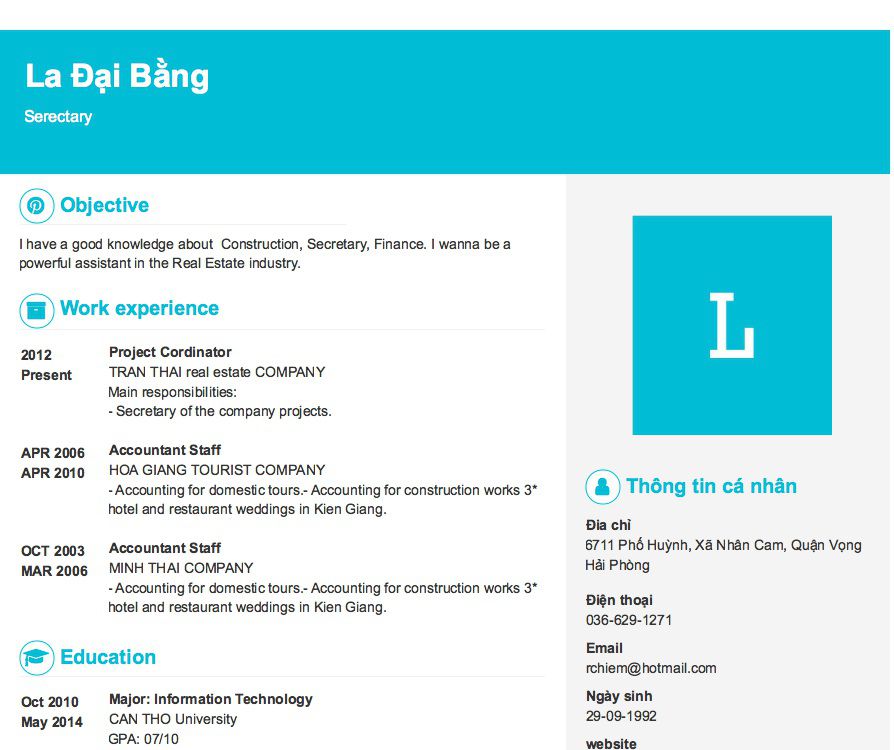 La Đại Bằng
Serectary
Objective
I have a good knowledge about  Construction, Secretary, Finance. I wanna be a
powerful assistant in the Real Estate industry.
Work experience
2012
Present
Project Cordinator
TRAN THAI real estate COMPANY
Main responsibilities:
- Secretary of the company projects.
APR 2006
APR 2010
Accountant Staff
HOA GIANG TOURIST COMPANY
- Accounting for domestic tours.- Accounting for construction works 3*
hotel and restaurant weddings in Kien Giang.
OCT 2003
MAR 2006
Accountant Staff
MINH THAI COMPANY
- Accounting for domestic tours.- Accounting for construction works 3*
hotel and restaurant weddings in Kien Giang.
Education
Oct 2010
May 2014
Major: Information Technology
CAN THO University
GPA: 07/10
L
Thông tin cá nhân
Đia chỉ
6711 Phố Huỳnh, Xã Nhân Cam, Quận Vọng
Hải Phòng
Điện thoại
036-629-1271
Email
rchiem@hotmail.com
Ngày sinh
29-09-1992
website